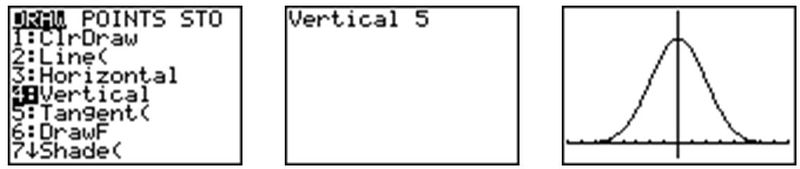 DRAW POINTS STO
1:ClrDraw
2:Line(
3:Horizontal
4:Vertical
5:Tangent(
6:DrawF
7↓Shade(
Vertical 5